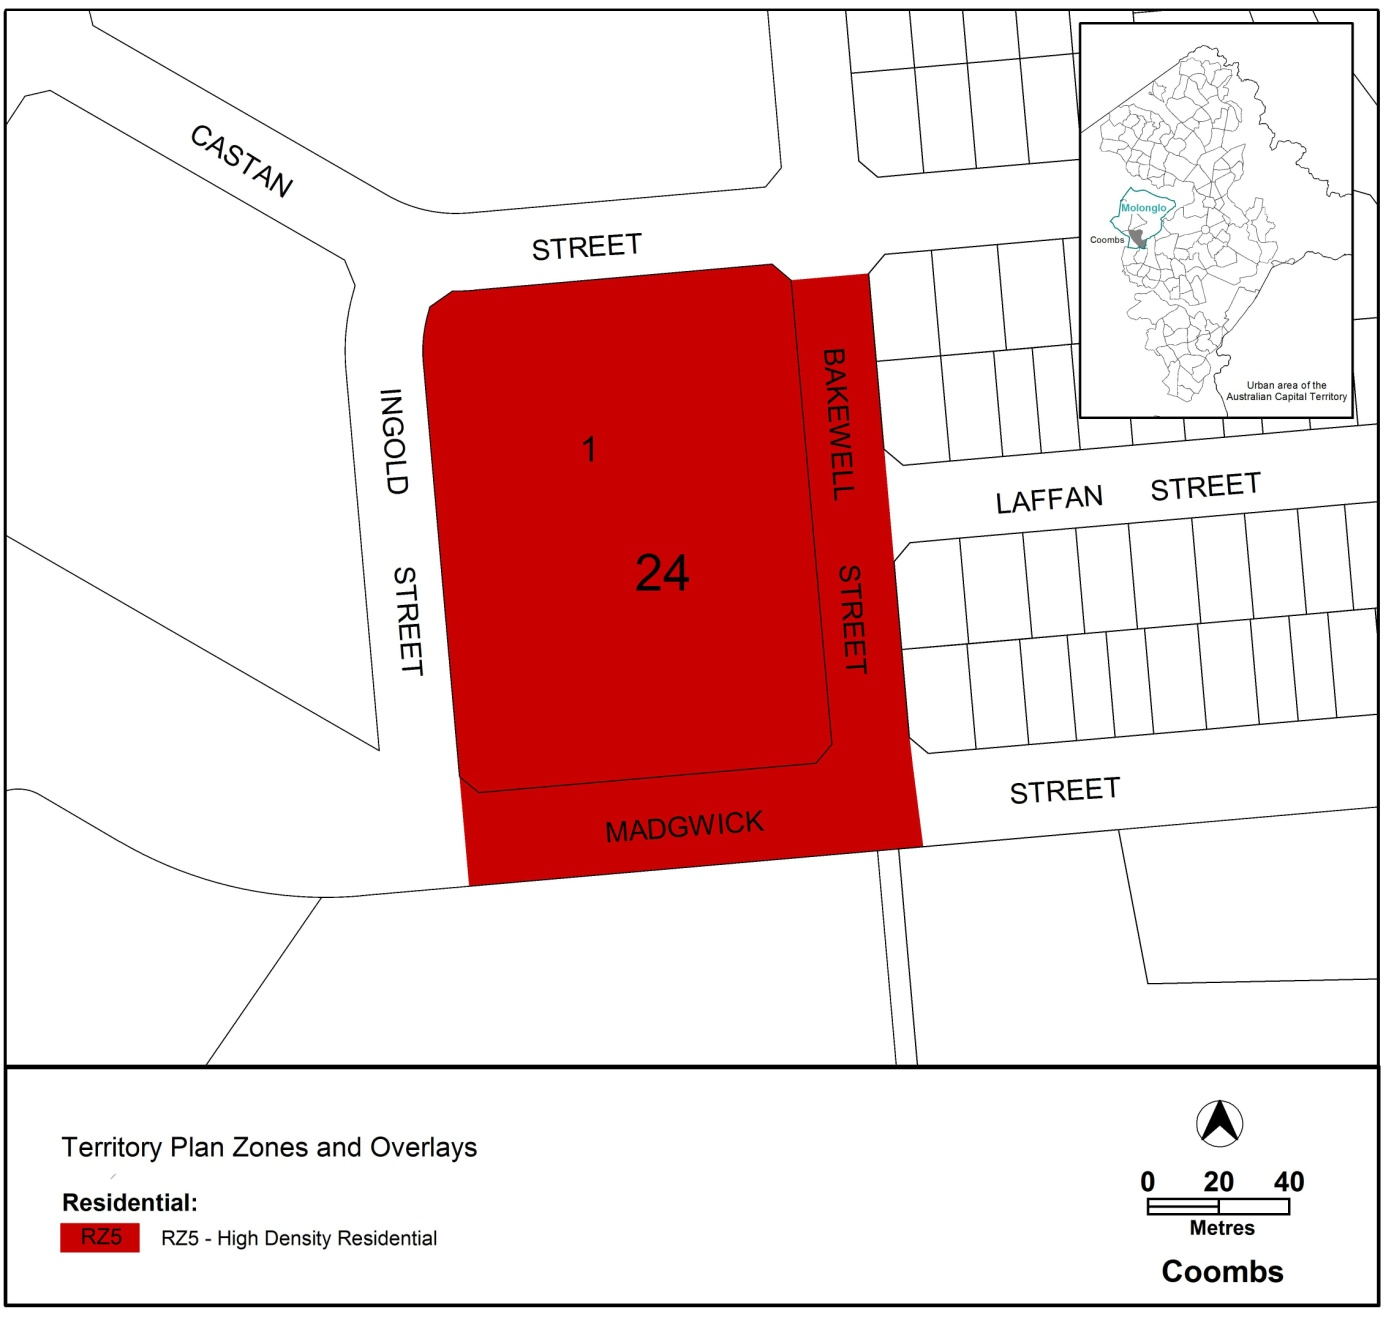 CASTAN
STREET
Molonglo
Coombs
Urban area of the
Australian Capital Territory
INGOLD
STREET
1
24
BAKEWELL
STREET
LAFFAN STREET
MADGWICK
STREET
Territory Plan Zones and Overlays
Residential:
RZ5 RZ5 - High Density Residential
0 20 40
Metres
Coombs